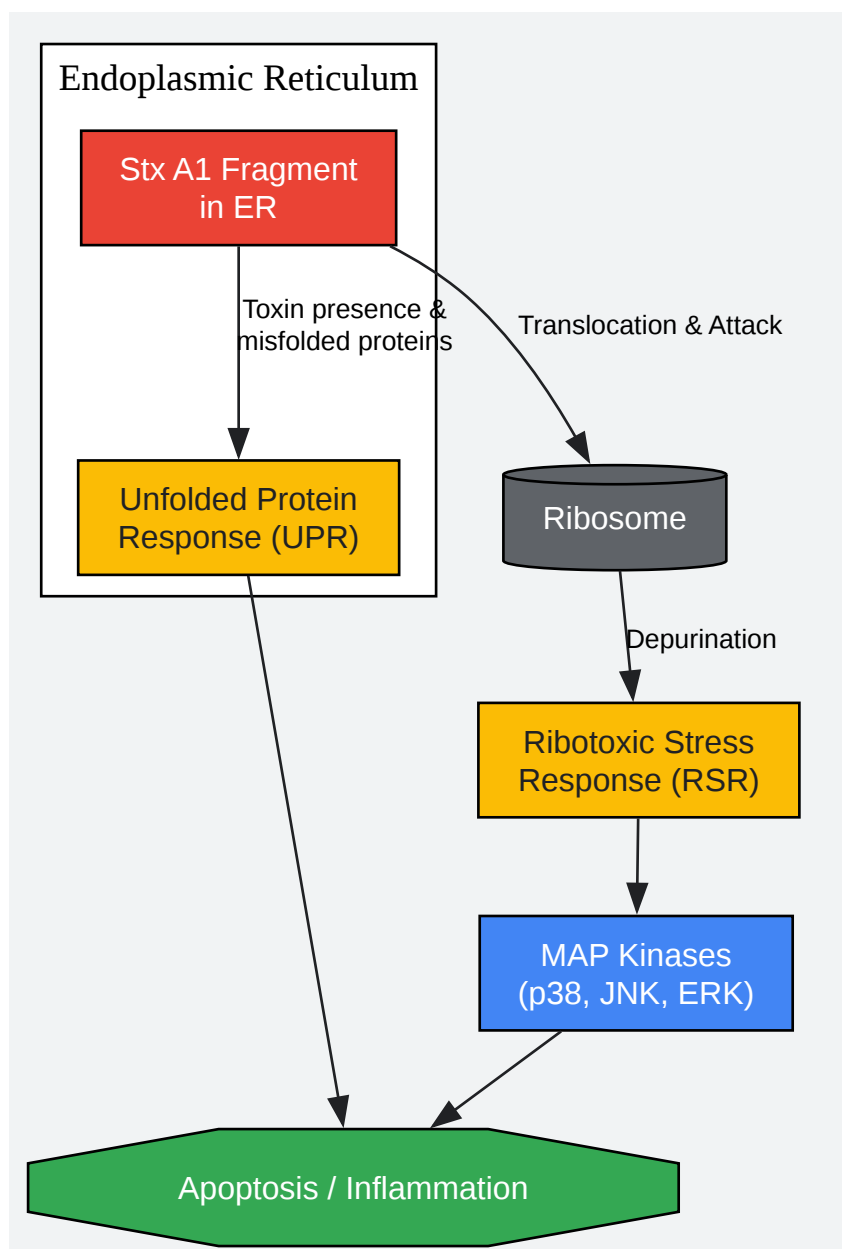 Endoplasmic Reticulum
Stx A1 Fragment
in ER
Toxin presence &
misfolded proteins
Translocation & Attack
Unfolded Protein
Response (UPR)
Ribosome
Depurination
Ribotoxic Stress
Response (RSR)
MAP Kinases
(p38, JNK, ERK)
Apoptosis / Inflammation